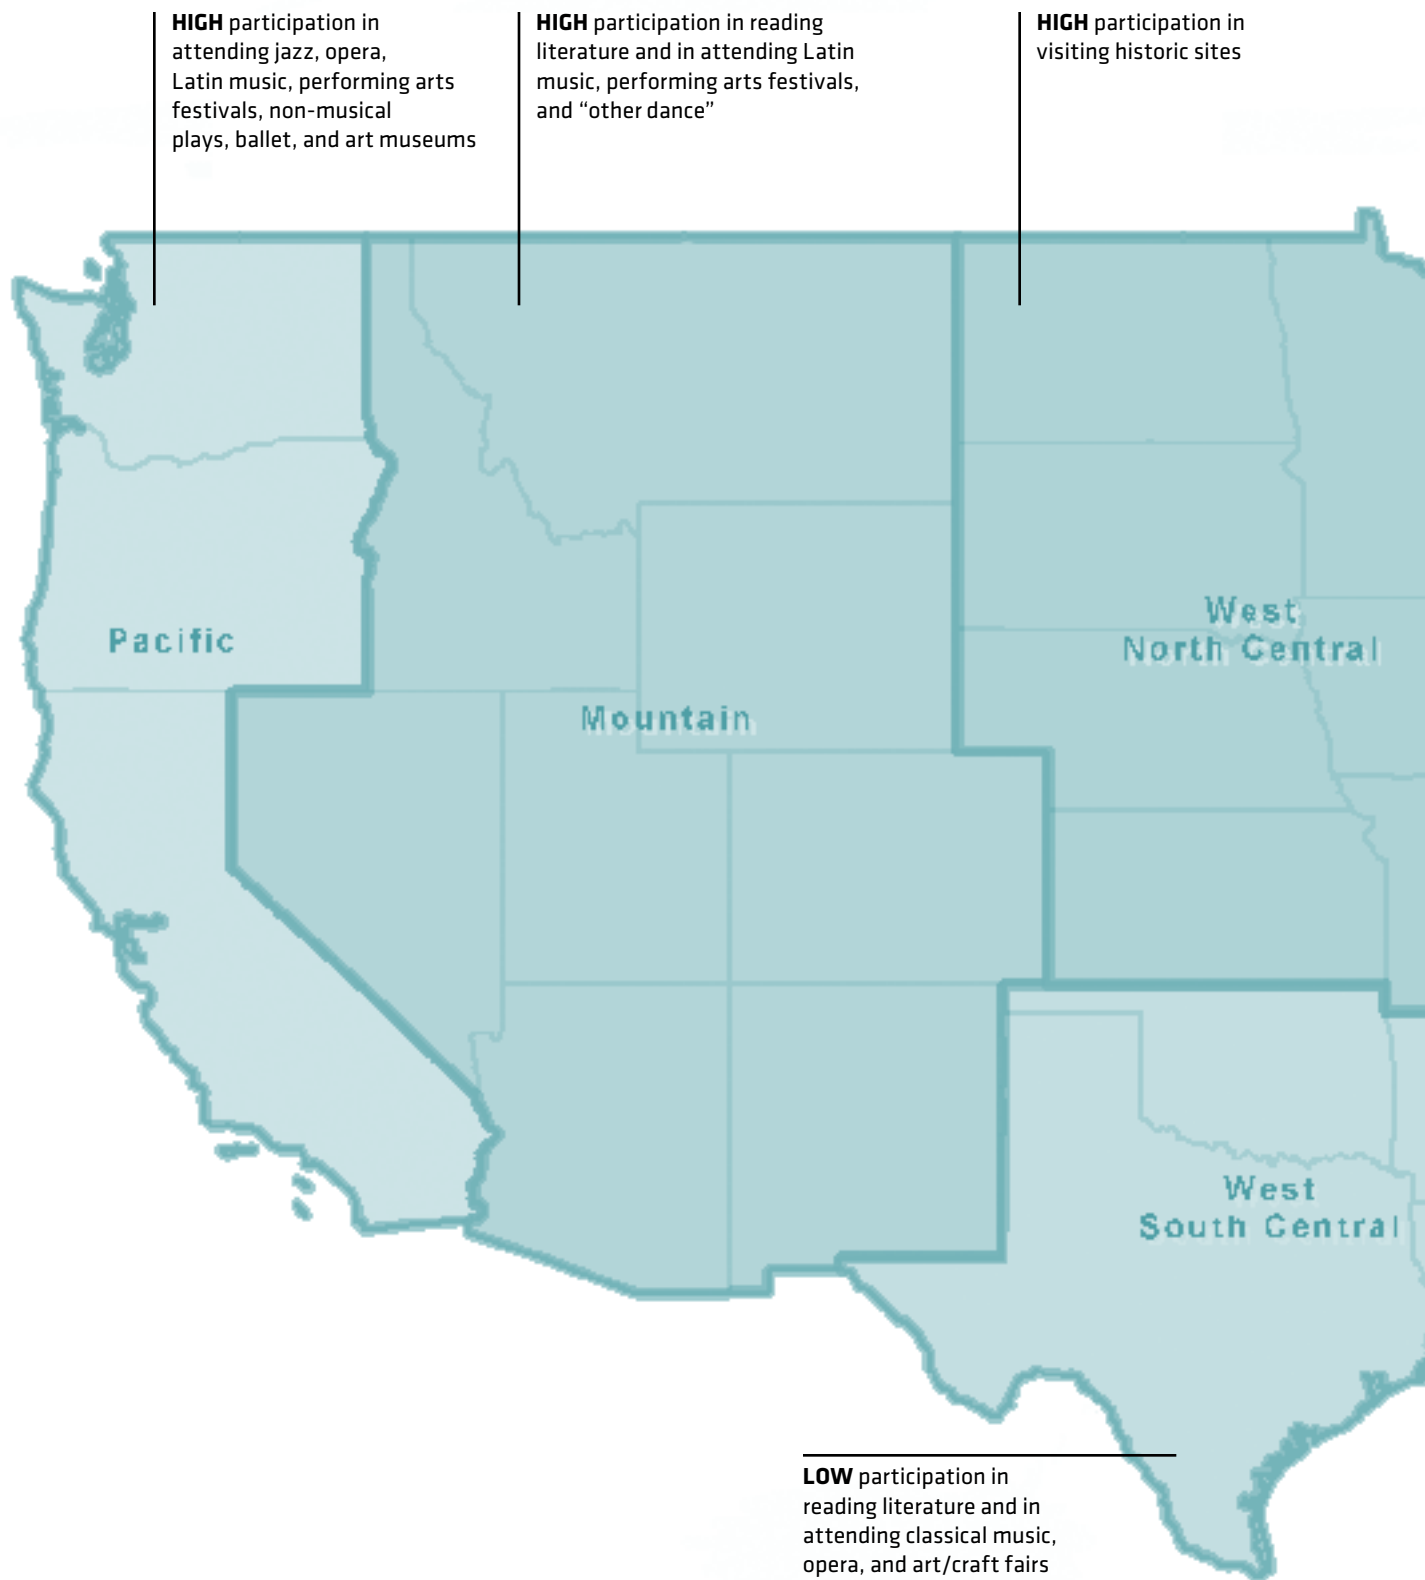 HIGH participation in
attending jazz, opera,
Latin music, performing arts
festivals, non-musical
plays, ballet, and art museums
HIGH participation in reading
literature and in attending Latin
music, performing arts festivals,
and “other dance”
HIGH participation in
visiting historic sites
West
North Central
Pacific
Mountain
West
South Central
LOW participation in
reading literature and in
attending classical music,
opera, and art/craft fairs